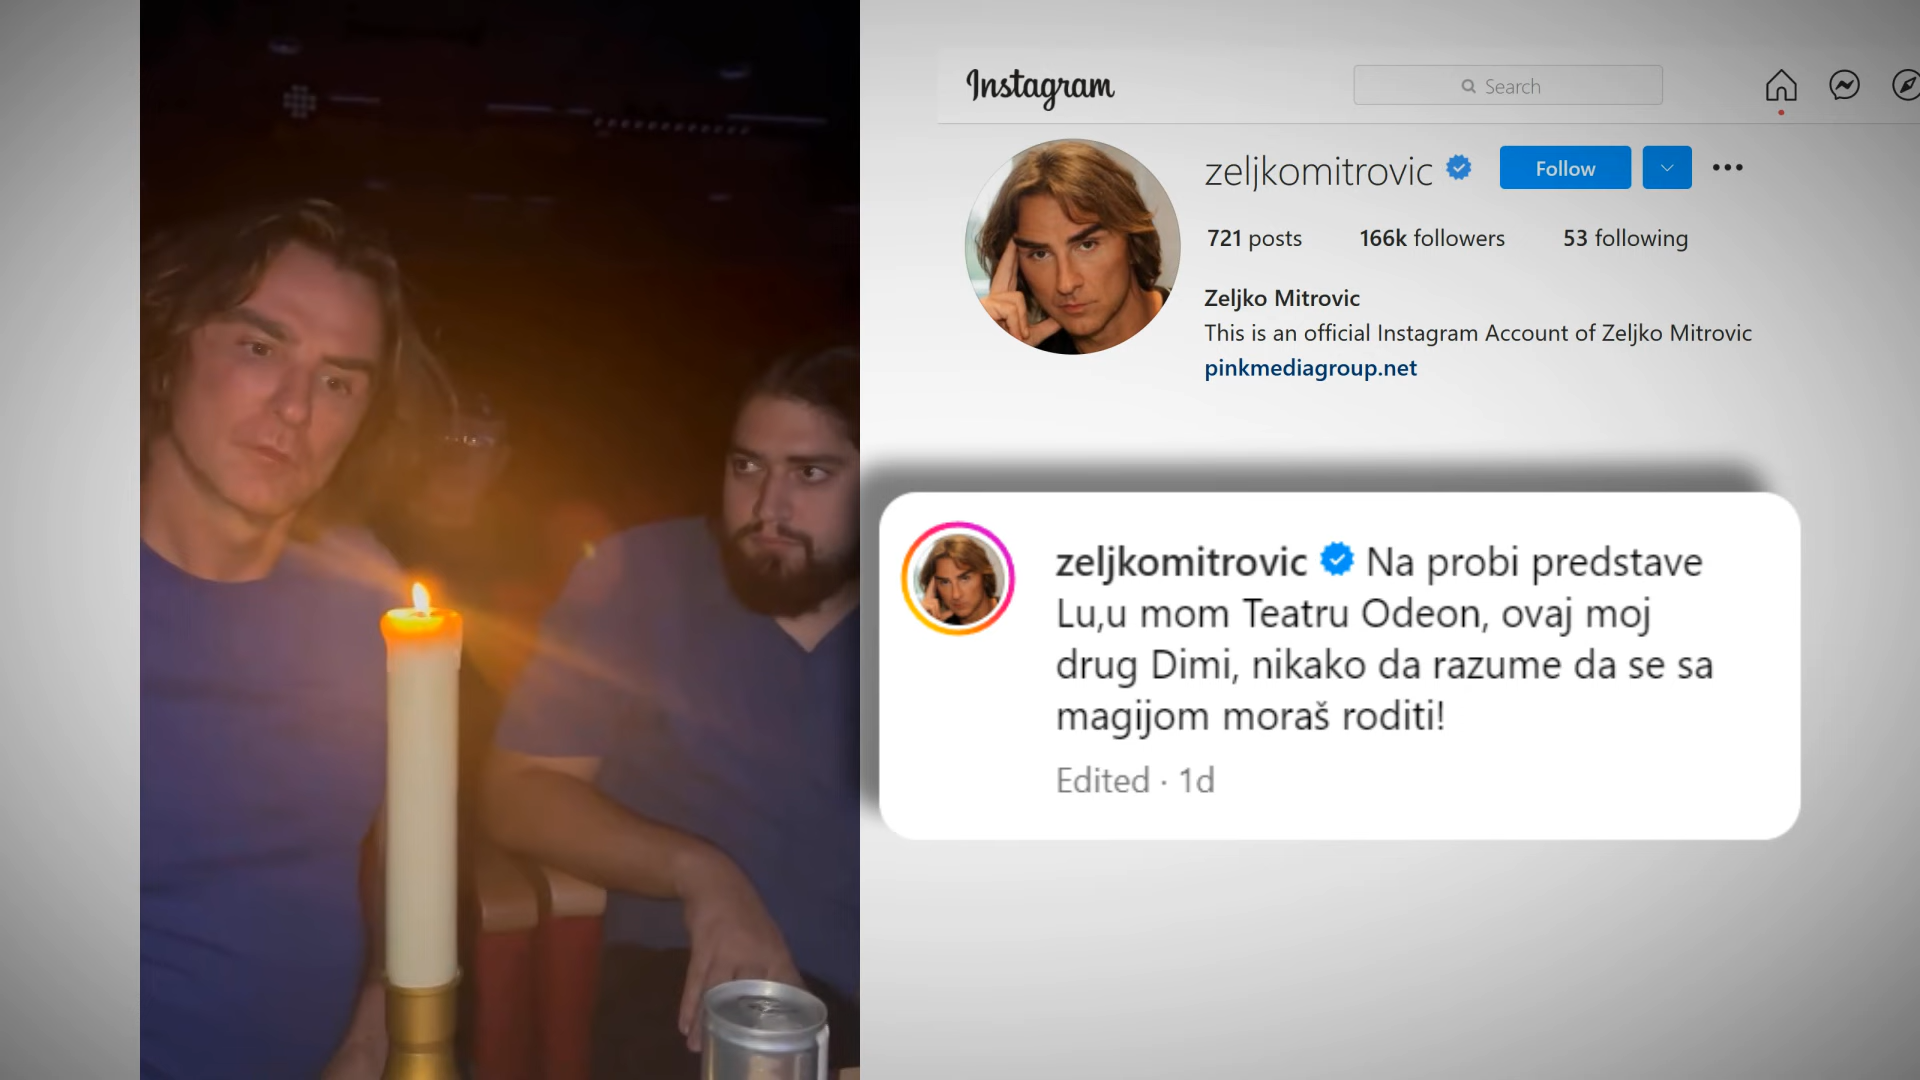 Instagram
Search
zeljkomitrovic
Follow
721 posts 166k followers 53 following
Zeljko Mitrovic
This is an official Instagram Account of Zeljko Mitrovic
pinkmediagroup.net
zeljkomitrovic Na probi predstave
Lu,u mom Teatru Odeon, ovaj moj
drug Dimi, nikako da razume da se sa
magijom moraš roditi!
Edited · 1d